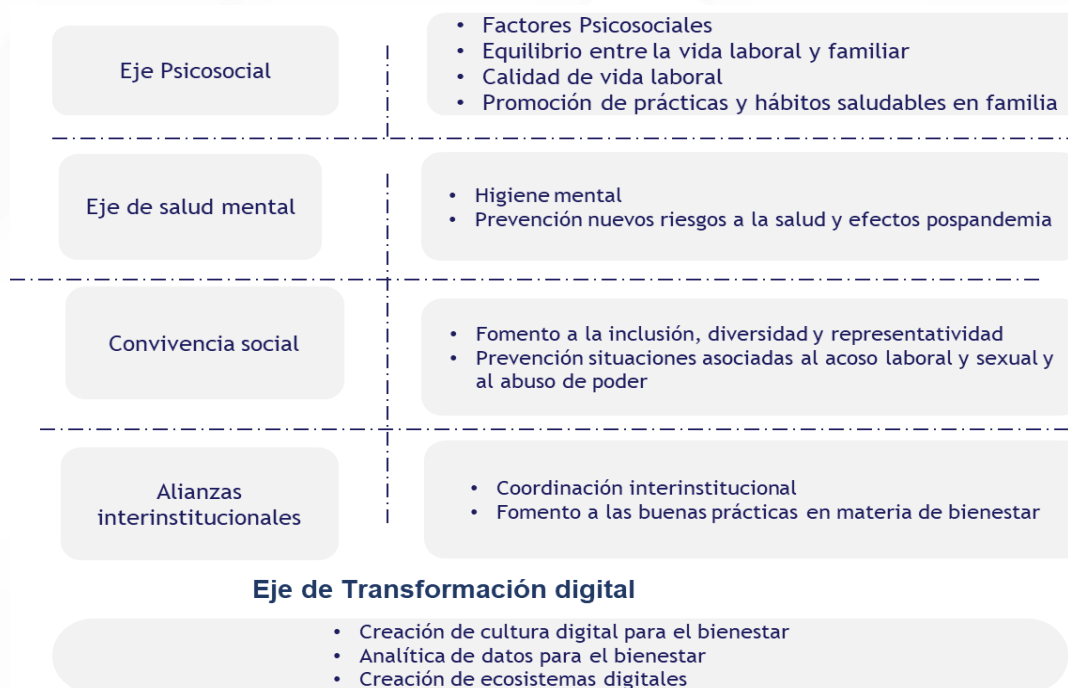 Eje Psicosocial
• Factores Psicosociales
• Equilibrio entre la vida laboral y familiar
• Calidad de vida laboral
• Promoción de prácticas y hábitos saludables en familia
Eje de salud mental
• Higiene mental
• Prevención nuevos riesgos a la salud y efectos pospandemia
Convivencia social
• Fomento a la inclusión, diversidad y representatividad
• Prevención situaciones asociadas al acoso laboral y sexual y
al abuso de poder
Alianzas
interinstitucionales
• Coordinación interinstitucional
• Fomento a las buenas prácticas en materia de bienestar
Eje de Transformación digital
• Creación de cultura digital para el bienestar
• Analítica de datos para el bienestar
• Creación de ecosistemas digitales